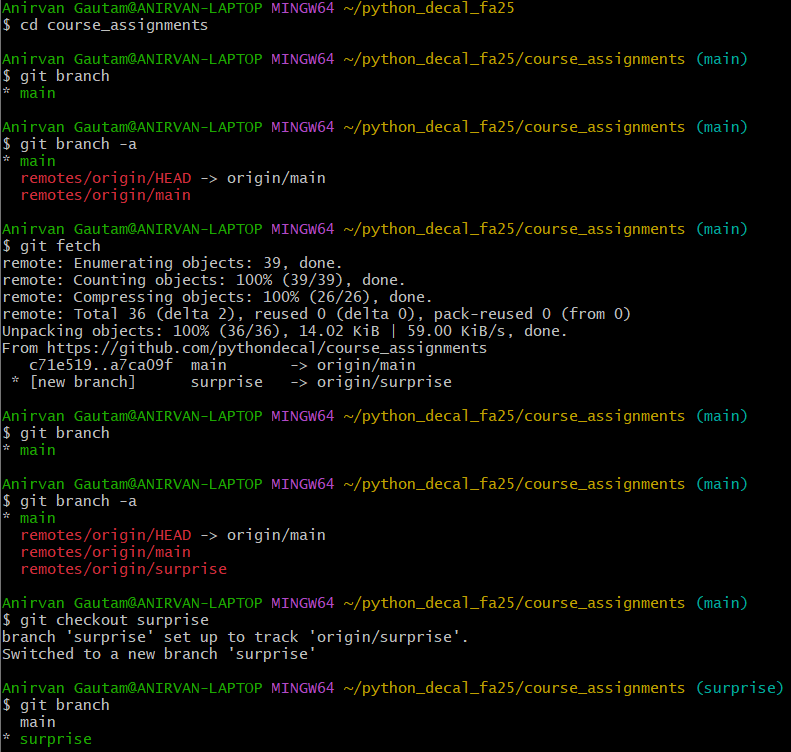 Anirvan Gautam@ANIRVAN-LAPTOP MINGW64 ~/python_decal_fa25
$ cd course_assignments
Anirvan Gautam@ANIRVAN-LAPTOP MINGW64 ~/python_decal_fa25/course_assignments (main)
$ git branch
* main
Anirvan Gautam@ANIRVAN-LAPTOP MINGW64 ~/python_decal_fa25/course_assignments (main)
$ git branch -a
* main
  remotes/origin/HEAD -> origin/main
  remotes/origin/main
Anirvan Gautam@ANIRVAN-LAPTOP MINGW64 ~/python_decal_fa25/course_assignments (main)
$ git fetch
remote: Enumerating objects: 39, done.
remote: Counting objects: 100% (39/39), done.
remote: Compressing objects: 100% (26/26), done.
remote: Total 36 (delta 2), reused 0 (delta 0), pack-reused 0 (from 0)
Unpacking objects: 100% (36/36), 14.02 KiB | 59.00 KiB/s, done.
From https://github.com/pythondecal/course_assignments
   c71e519..a7ca09f  main       -> origin/main
 * [new branch]      surprise   -> origin/surprise
Anirvan Gautam@ANIRVAN-LAPTOP MINGW64 ~/python_decal_fa25/course_assignments (main)
$ git branch
* main
Anirvan Gautam@ANIRVAN-LAPTOP MINGW64 ~/python_decal_fa25/course_assignments (main)
$ git branch -a
* main
  remotes/origin/HEAD -> origin/main
  remotes/origin/main
  remotes/origin/surprise
Anirvan Gautam@ANIRVAN-LAPTOP MINGW64 ~/python_decal_fa25/course_assignments (main)
$ git checkout surprise
branch 'surprise' set up to track 'origin/surprise'.
Switched to a new branch 'surprise'
Anirvan Gautam@ANIRVAN-LAPTOP MINGW64 ~/python_decal_fa25/course_assignments (surprise)
$ git branch
  main
* surprise